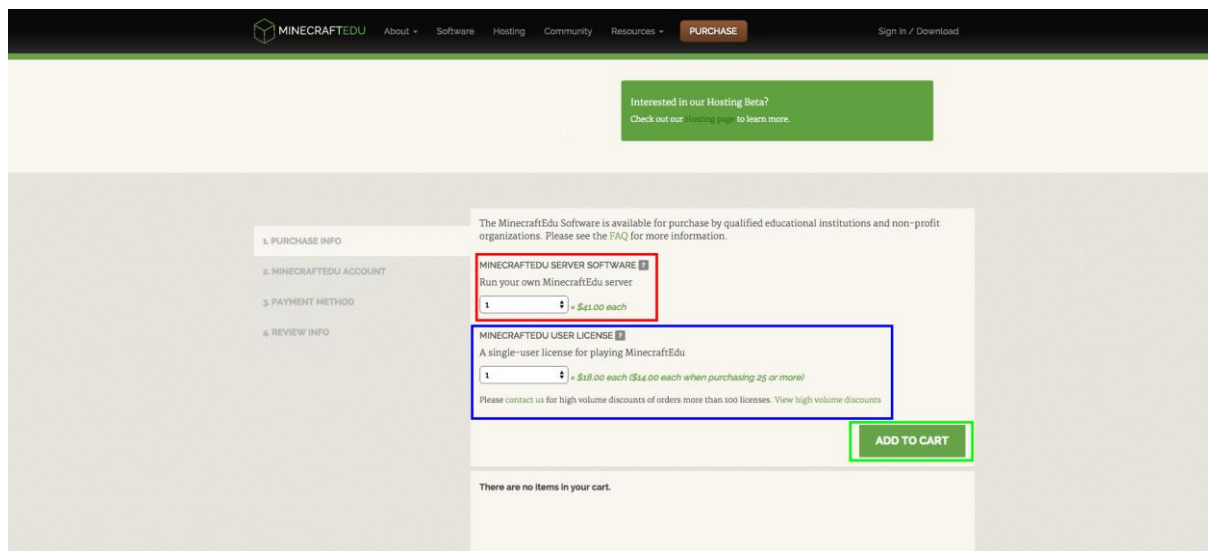 MINECRAFTEDU About Software Hosting Community Resources PURCHASE Sign In / Download
Interested in our Hosting Beta?
Check out our Hosting page to learn more.
1. PURCHASE INFO
2. MINECRAFTEDU ACCOUNT
3. PAYMENT METHOD
4. REVIEW INFO
The MinecraftEdu Software is available for purchase by qualified educational institutions and non-profit
organizations. Please see the FAQ for more information.
MINECRAFTEDU SERVER SOFTWARE ?
Run your own MinecraftEdu server
1 × $41.00 each
MINECRAFTEDU USER LICENSE ?
A single-user license for playing MinecraftEdu
1 × $18.00 each ($14.00 each when purchasing 25 or more)
Please contact us for high volume discounts of orders more than 100 licenses. View high volume discounts
ADD TO CART
There are no items in your cart.